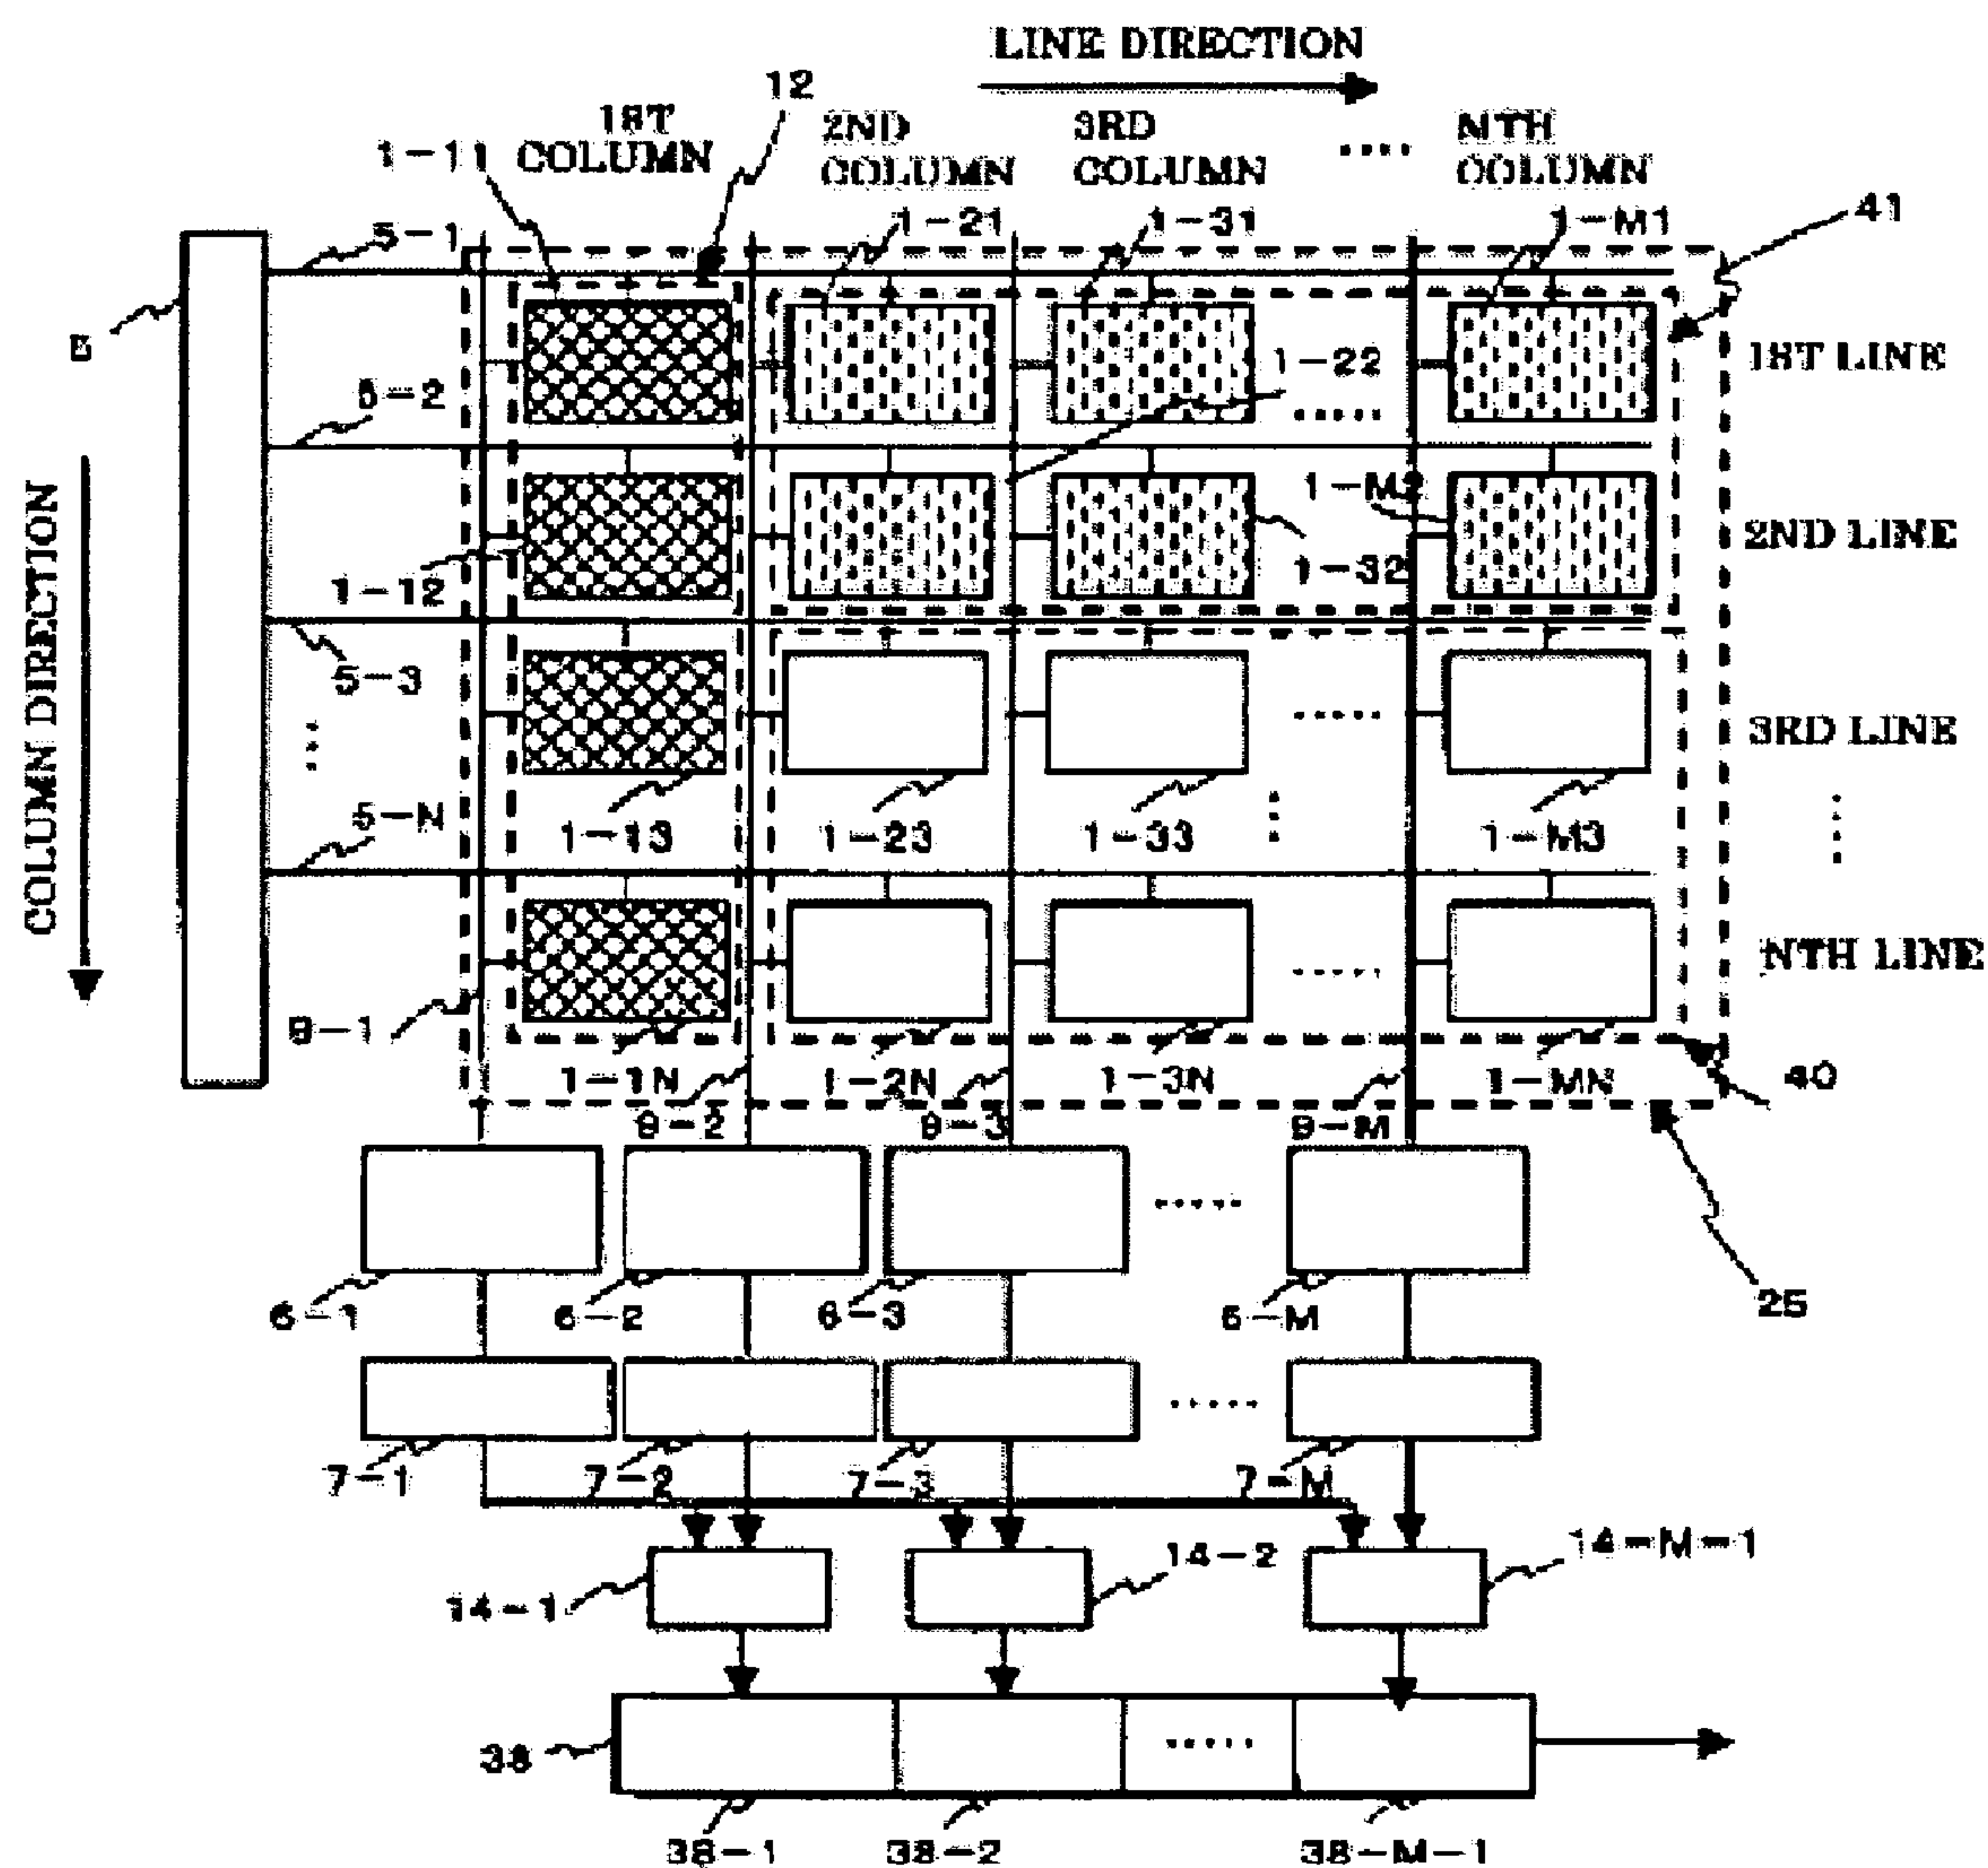 LINE DIRECTION
12
1ST
COLUMN
2ND
COLUMN
3RD
COLUMN
.....
NTH
COLUMN
1-11
5-1
1-21
1-31
1-M1
41
5-2
1-22
1ST LINE
COLUMN DIRECTION
1-M2
2ND LINE
1-12
1-32
5-3
3RD LINE
5-N
1-13
1-23
1-33
1-M3
NTH LINE
9-1
1-1N
1-2N
1-3N
1-MN
40
9-2
9-3
9-M
6-1
6-2
6-3
6-M
25
7-1
7-2
7-3
7-M
14-1
14-2
14-M-1
38
38-1
38-2
38-M-1